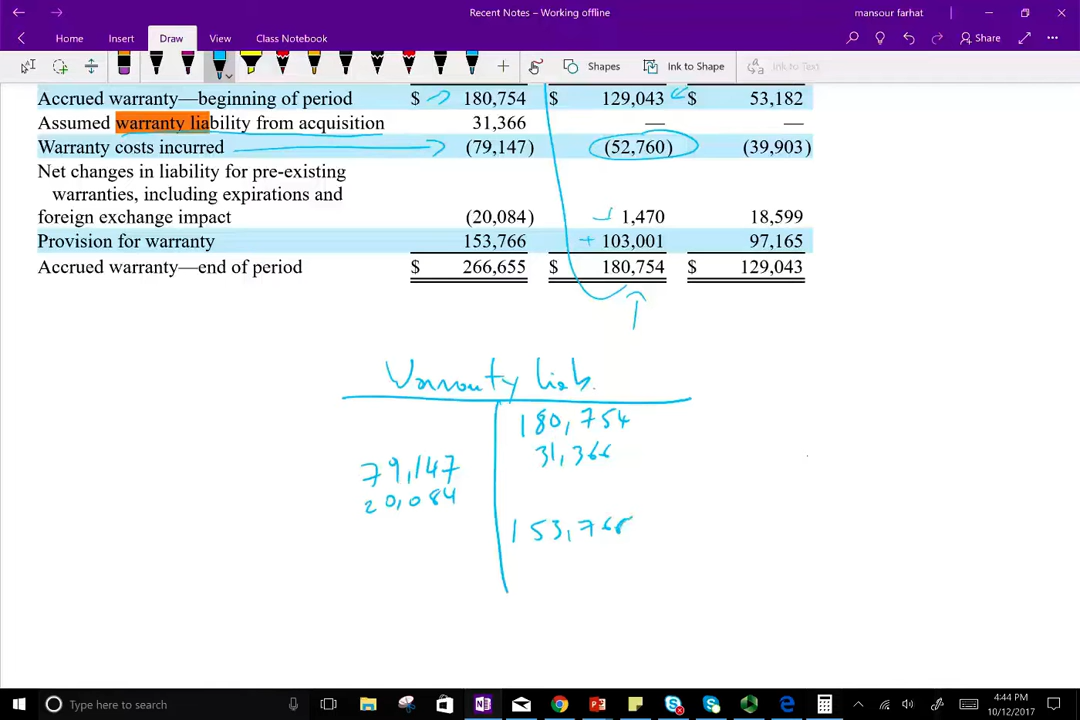 Recent Notes – Working offline
mansour farhat
Home Insert Draw View Class Notebook
Share
Shapes Ink to Shape Ink to Text
Accrued warranty—beginning of period $ 180,754 $ 129,043 $ 53,182
Assumed warranty liability from acquisition 31,366 — —
Warranty costs incurred (79,147) (52,760) (39,903)
Net changes in liability for pre-existing
warranties, including expirations and
foreign exchange impact (20,084) 1,470 18,599
Provision for warranty 153,766 + 103,001 97,165
Accrued warranty—end of period $ 266,655 $ 180,754 $ 129,043
Warranty liab.
180,754
31,366
79,147
20,084
153,766
Type here to search
4:44 PM
10/12/2017